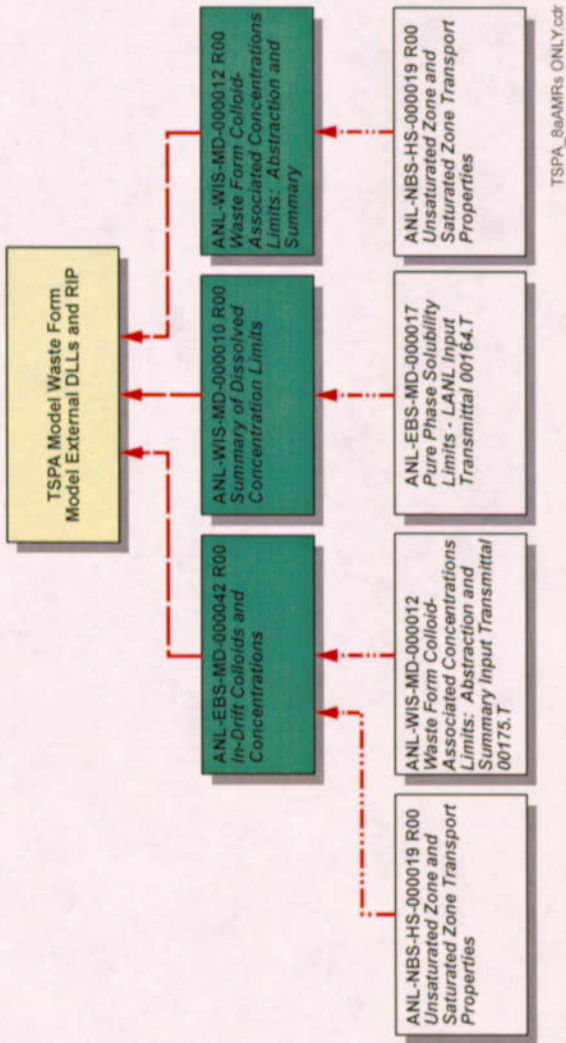 TSPA Model Waste Form
Model External DLLs and RIP
ANL-EBS-MD-000042 R00
In-Drift Colloids and
Concentrations
ANL-WIS-MD-000010 R00
Summary of Dissolved
Concentration Limits
ANL-WIS-MD-000012 R00
Waste Form Colloid-
Associated Concentrations
Limits: Abstraction and
Summary
ANL-NBS-HS-000019 R00
Unsaturated Zone and
Saturated Zone Transport
Properties
ANL-WIS-MD-000012
Waste Form Colloid-
Associated Concentrations
Limits: Abstraction and
Summary Input Transmittal
00175.T
ANL-EBS-MD-000017
Pure Phase Solubility
Limits - LANL Input
Transmittal 00164.T
ANL-NBS-HS-000019 R00
Unsaturated Zone and
Saturated Zone Transport
Properties
TSPA_8aAMRs ONLY.cdr